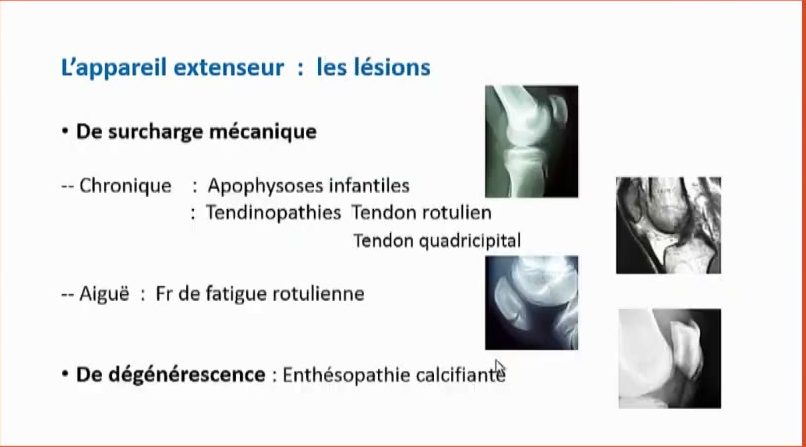 L'appareil extenseur : les lésions
• De surcharge mécanique
-- Chronique : Apophysoses infantiles
: Tendinopathies Tendon rotulien
Tendon quadricipital
-- Aiguë : Fr de fatigue rotulienne
• De dégénérescence : Enthésopathie calcifiante